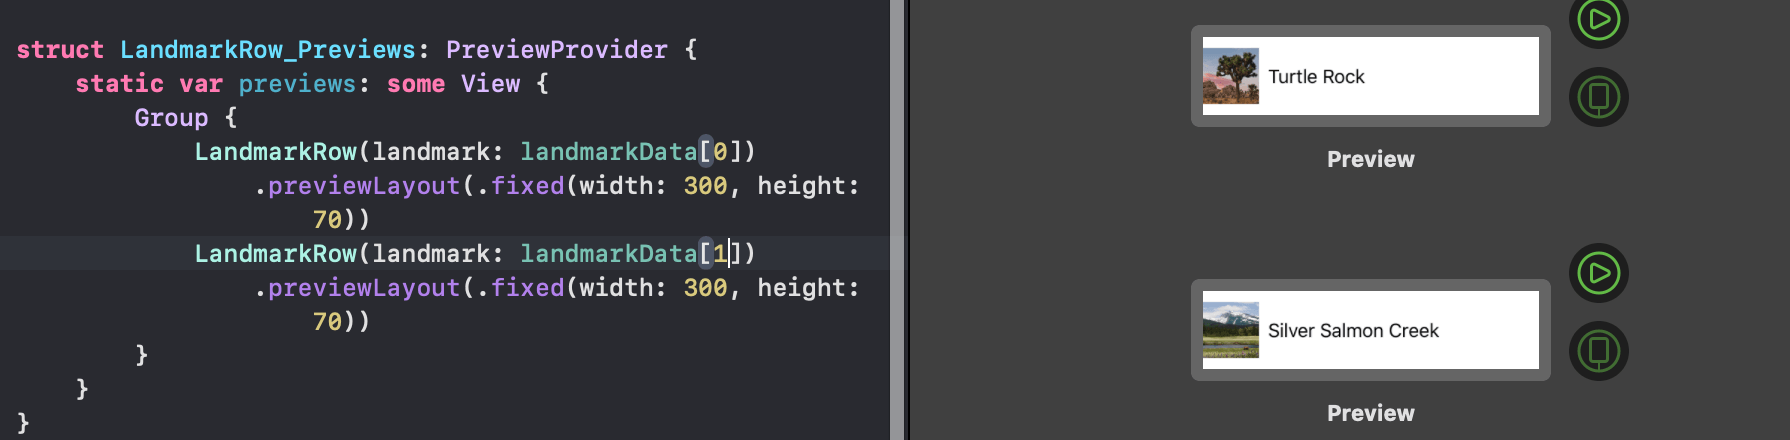 struct LandmarkRow_Previews: PreviewProvider {
static var previews: some View {
Group {
LandmarkRow(landmark: landmarkData[0])
.previewLayout(.fixed(width: 300, height:
70))
LandmarkRow(landmark: landmarkData[1])
.previewLayout(.fixed(width: 300, height:
70))
}
}
}
Turtle Rock
Preview
Silver Salmon Creek
Preview